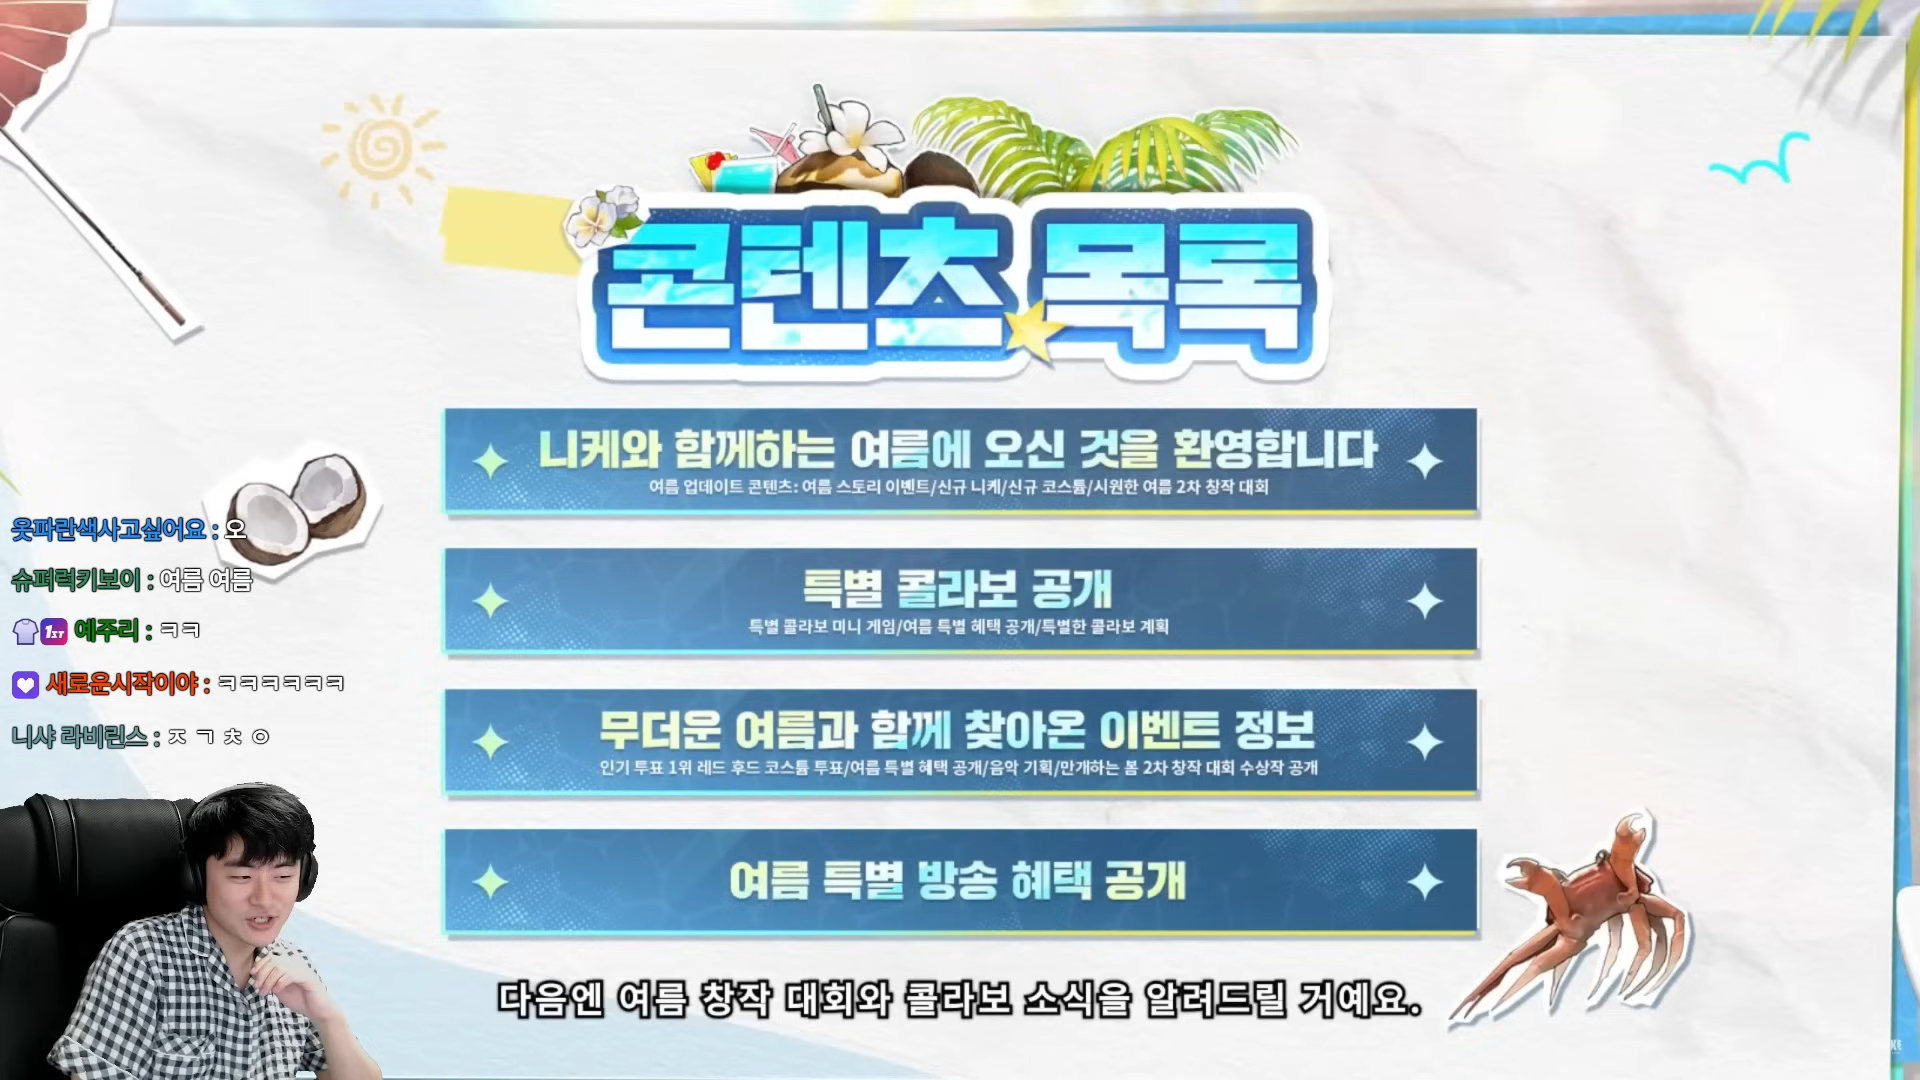 콘텐츠 목록
니케와 함께하는 여름에 오신 것을 환영합니다
여름 업데이트 콘텐츠: 여름 스토리 이벤트/신규 니케/신규 코스튬/시원한 여름 2차 창작 대회
특별 콜라보 공개
특별 콜라보 미니 게임/여름 특별 혜택 공개/특별한 콜라보 계획
무더운 여름과 함께 찾아온 이벤트 정보
인기 투표 1위 레드 후드 코스튬 투표/여름 특별 혜택 공개/음악 기획/만개하는 봄 2차 창작 대회 수상작 공개
여름 특별 방송 혜택 공개
옷파란색사고싶어요 : 오
슈퍼럭키보이 : 여름 여름
1ST 예주리 : ㅋㅋ
새로운시작이야 : ㅋㅋㅋㅋㅋㅋ
니샤 라비린스 : ㅈ ㄱ ㅊ ㅇ
다음엔 여름 창작 대회와 콜라보 소식을 알려드릴 거예요.